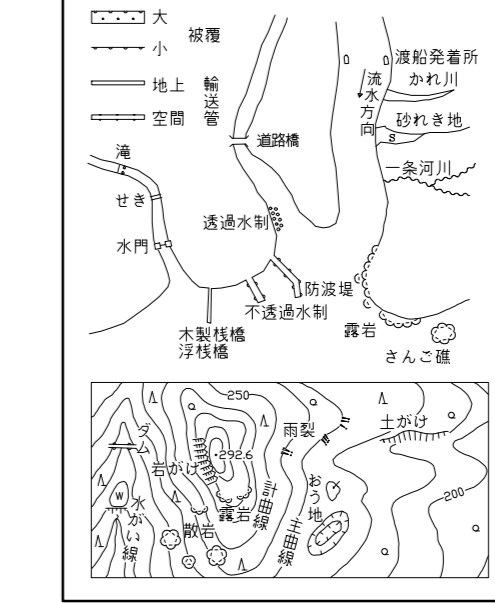 大
被覆
小
地上
輸送管
空間
渡船発着所
かれ川
流水方向
砂れき地
s
一条河川
道路橋
滝
せき
水門
透過水制
防波堤
不透過水制
木製桟橋
浮桟橋
露岩
さんご礁
250
292.6
ダム
岩がけ
W
水がい線
散岩
露岩
計曲線
雨裂
主曲線
おう地
土がけ
200